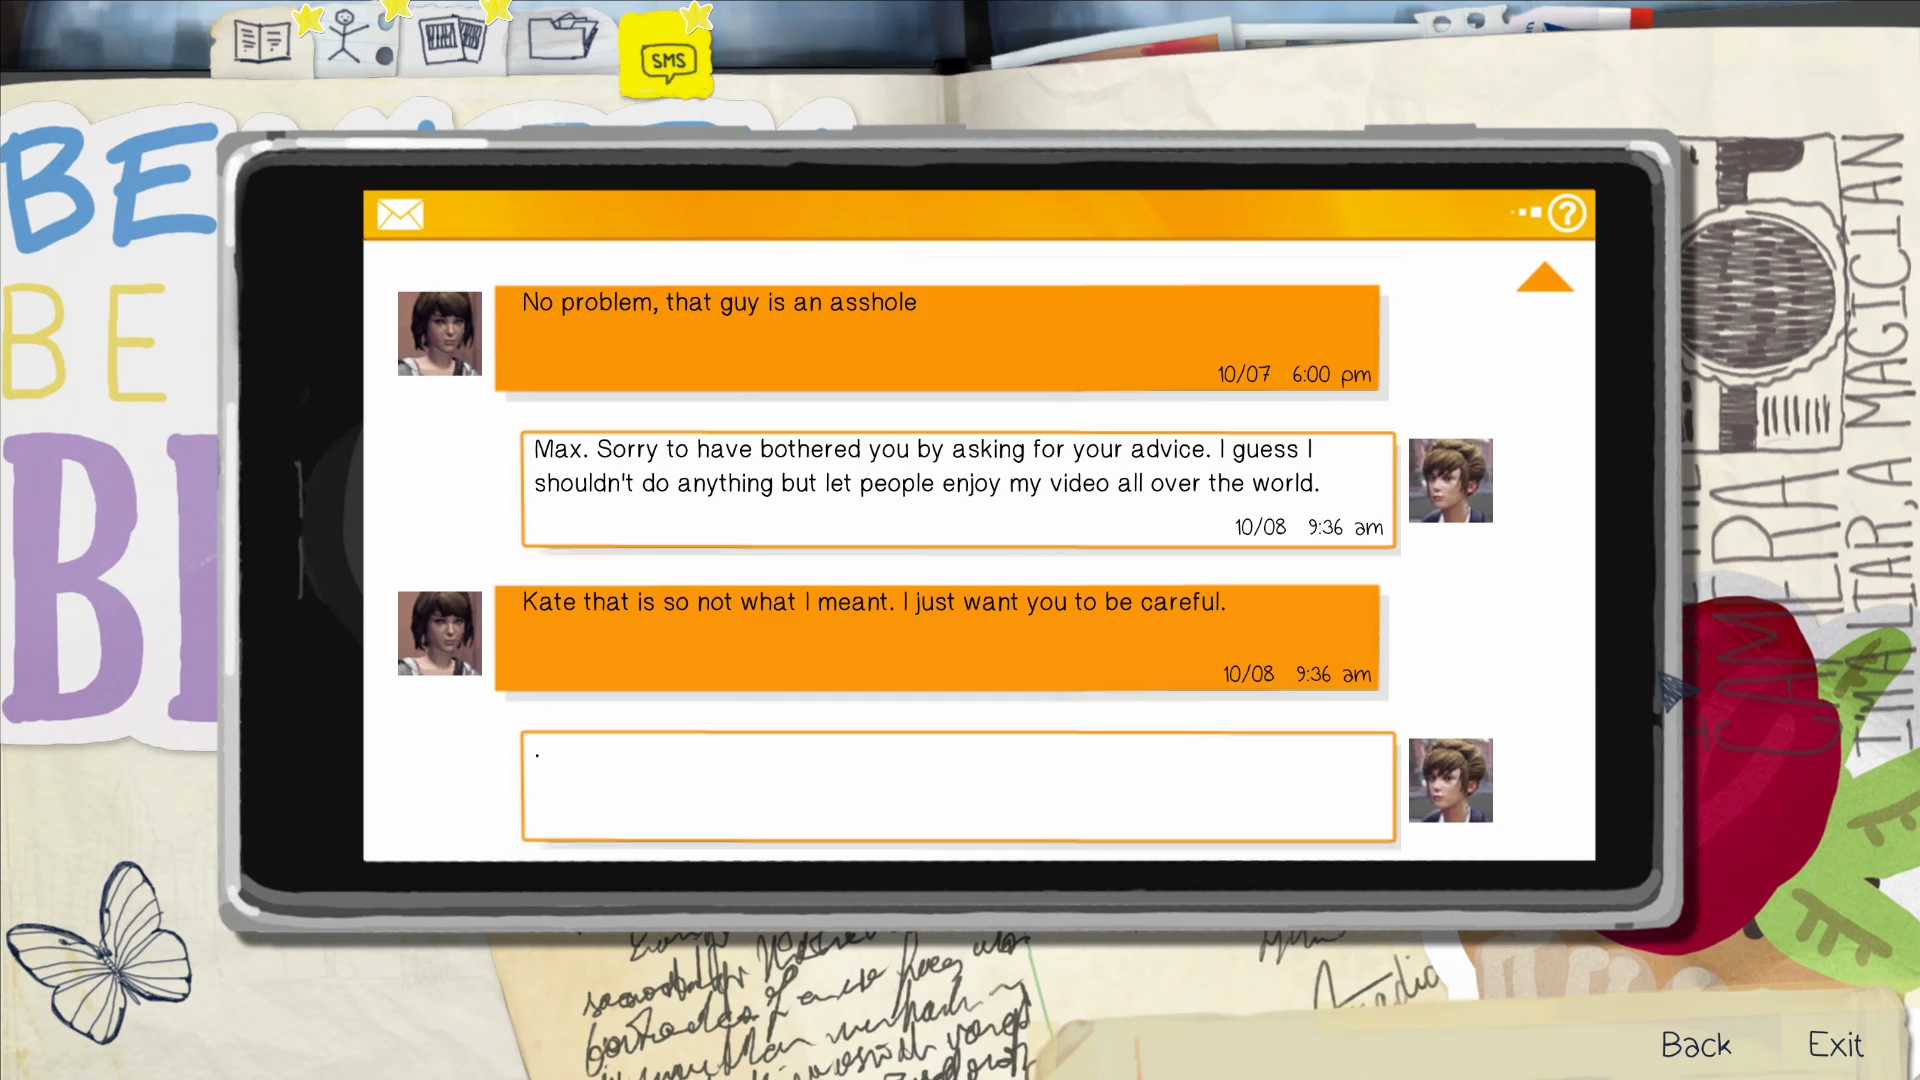 SMS
BE
BE
No problem, that guy is an asshole
10/07 6:00 pm
Max. Sorry to have bothered you by asking for your advice. I guess I
shouldn't do anything but let people enjoy my video all over the world.
10/08 9:36 am
Kate that is so not what I meant. I just want you to be careful.
10/08 9:36 am
.
CAMERA
LIAR, A MAGICIAN
Back
Exit